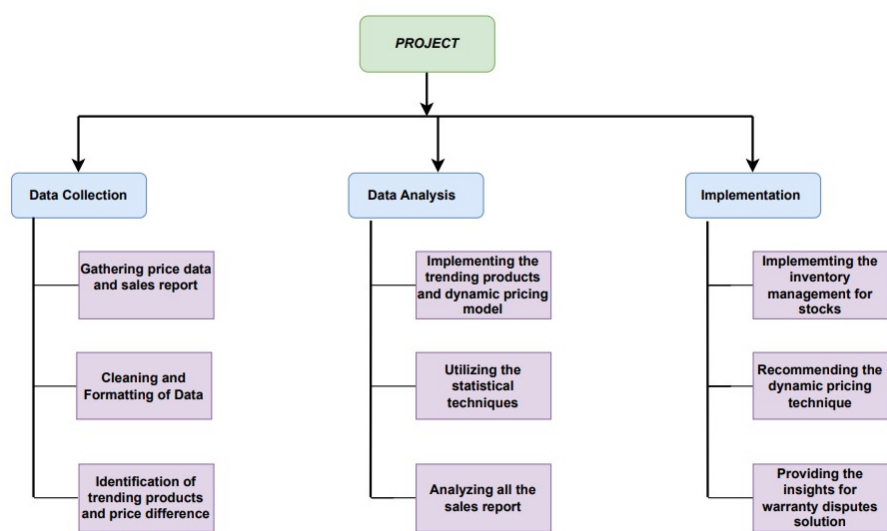 PROJECT
Data Collection
Data Analysis
Implementation
Gathering price data
and sales report
Implementing the
trending products
and dynamic pricing
model
Implememting the
inventory
management for
stocks
Cleaning and
Formatting of Data
Utilizing the
statistical
techniques
Recommending the
dynamic pricing
technique
Identification of
trending products
and price difference
Analyzing all the
sales report
Providing the
insights for
warranty disputes
solution